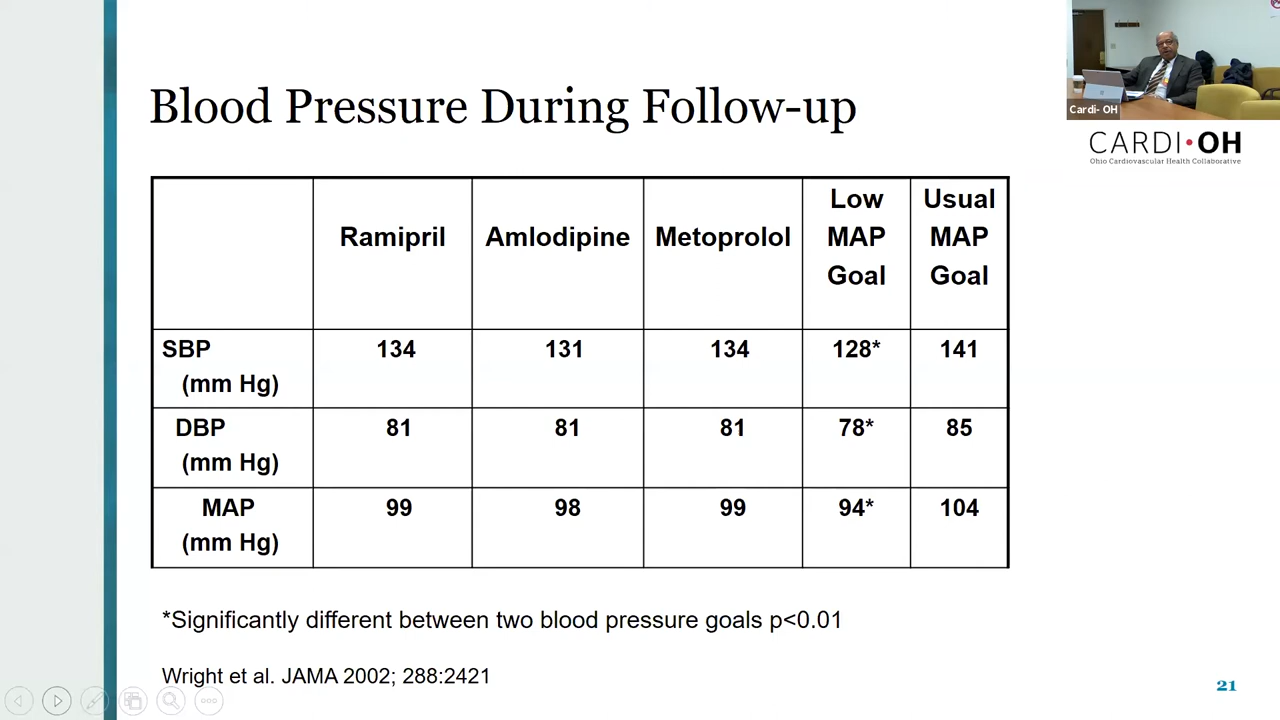 Cardi- OH
CARDI•OH
Ohio Cardiovascular Health Collaborative
Blood Pressure During Follow-up
Ramipril
Amlodipine
Metoprolol
Low
MAP
Goal
Usual
MAP
Goal
SBP
(mm Hg)
134
131
134
128*
141
DBP
(mm Hg)
81
81
81
78*
85
MAP
(mm Hg)
99
98
99
94*
104
*Significantly different between two blood pressure goals p<0.01
Wright et al. JAMA 2002; 288:2421
21